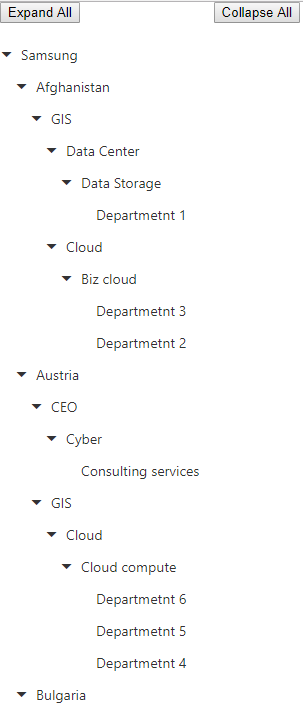 Expand All Collapse All
Samsung
Afghanistan
GIS
Data Center
Data Storage
Departmetnt 1
Cloud
Biz cloud
Departmetnt 3
Departmetnt 2
Austria
CEO
Cyber
Consulting services
GIS
Cloud
Cloud compute
Departmetnt 6
Departmetnt 5
Departmetnt 4
Bulgaria